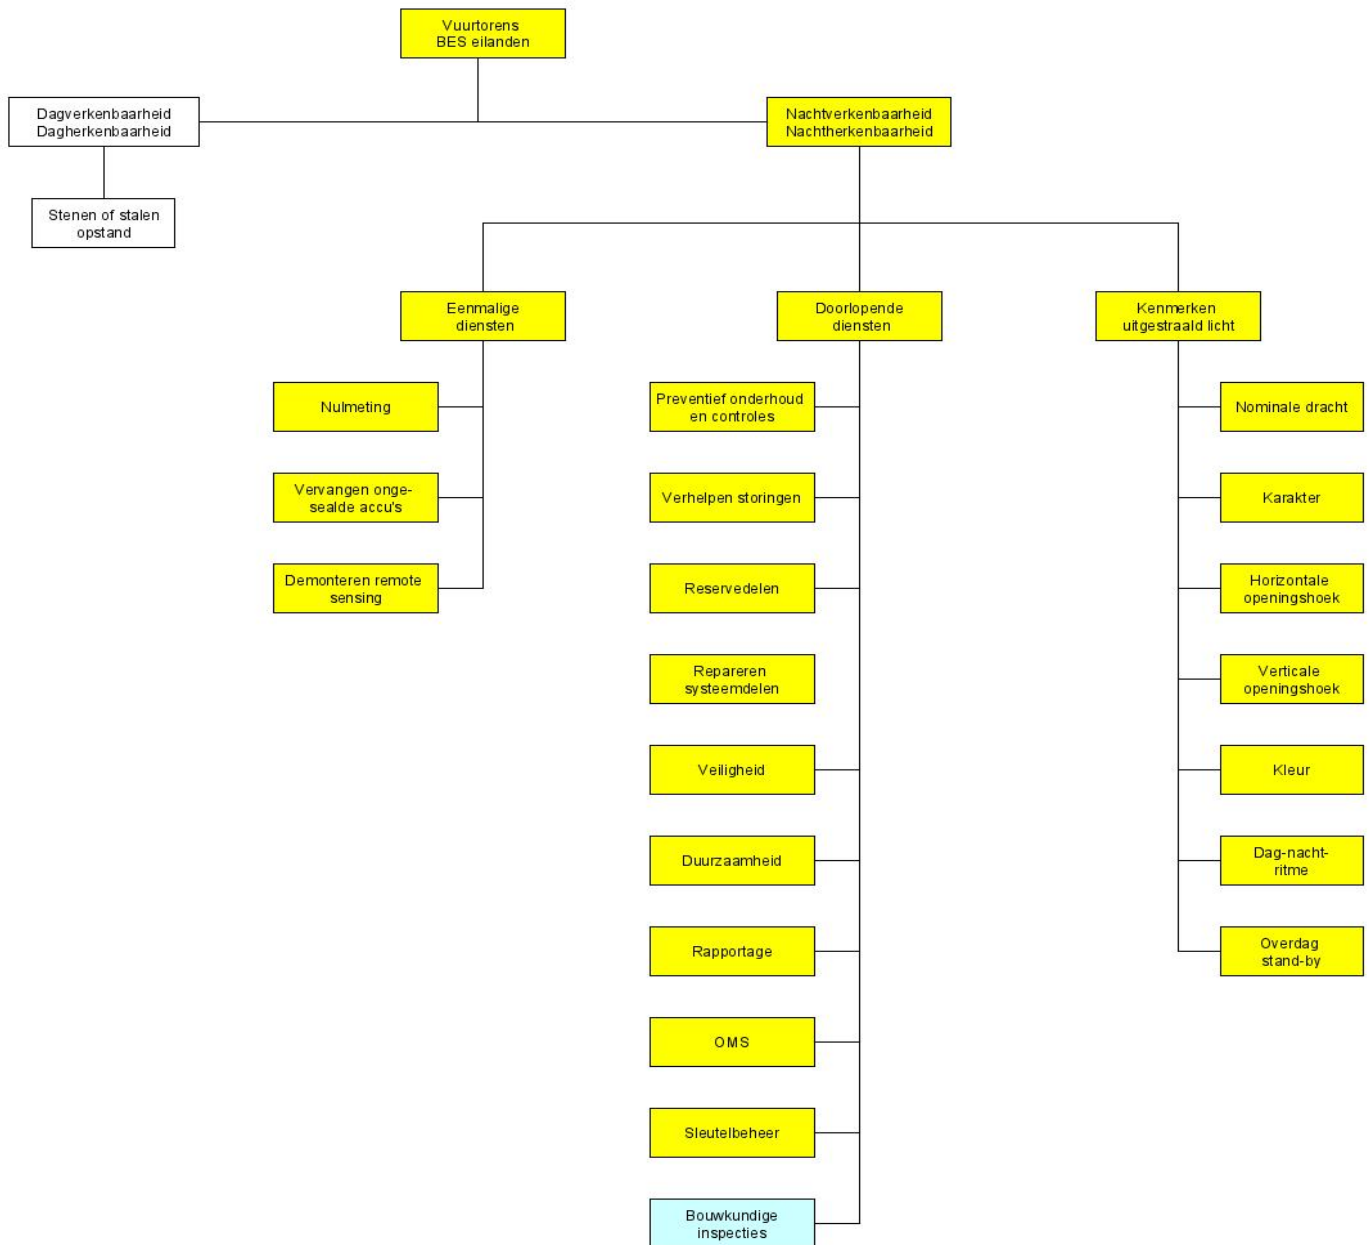 Vuurtorens
BES eilanden
Dagverkenbaarheid
Dagherkenbaarheid
Nachtverkenbaarheid
Nachtherkenbaarheid
Stenen of stalen
opstand
Eenmalige
diensten
Doorlopende
diensten
Kenmerken
uitgestraald licht
Nulmeting
Vervangen onge-
sealde accu's
Demonteren remote
sensing
Preventief onderhoud
en controles
Verhelpen storingen
Reservedelen
Repareren
systeemdelen
Veiligheid
Duurzaamheid
Rapportage
OMS
Sleutelbeheer
Bouwkundige
inspecties
Nominale dracht
Karakter
Horizontale
openingshoek
Verticale
openingshoek
Kleur
Dag-nacht-
ritme
Overdag
stand-by